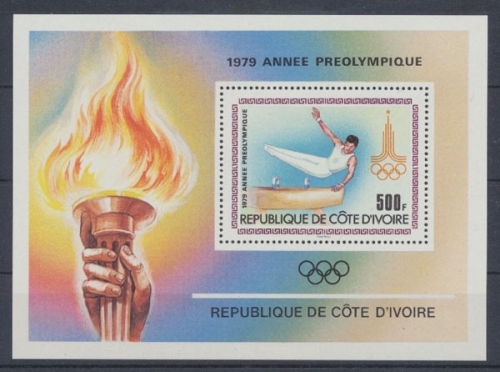 1979 ANNEE PREOLYMPIQUE
1979 ANNEE PREOLYMPIQUE
500F
REPUBLIQUE DE CÔTE D'IVOIRE
REPUBLIQUE DE CÔTE D'IVOIRE